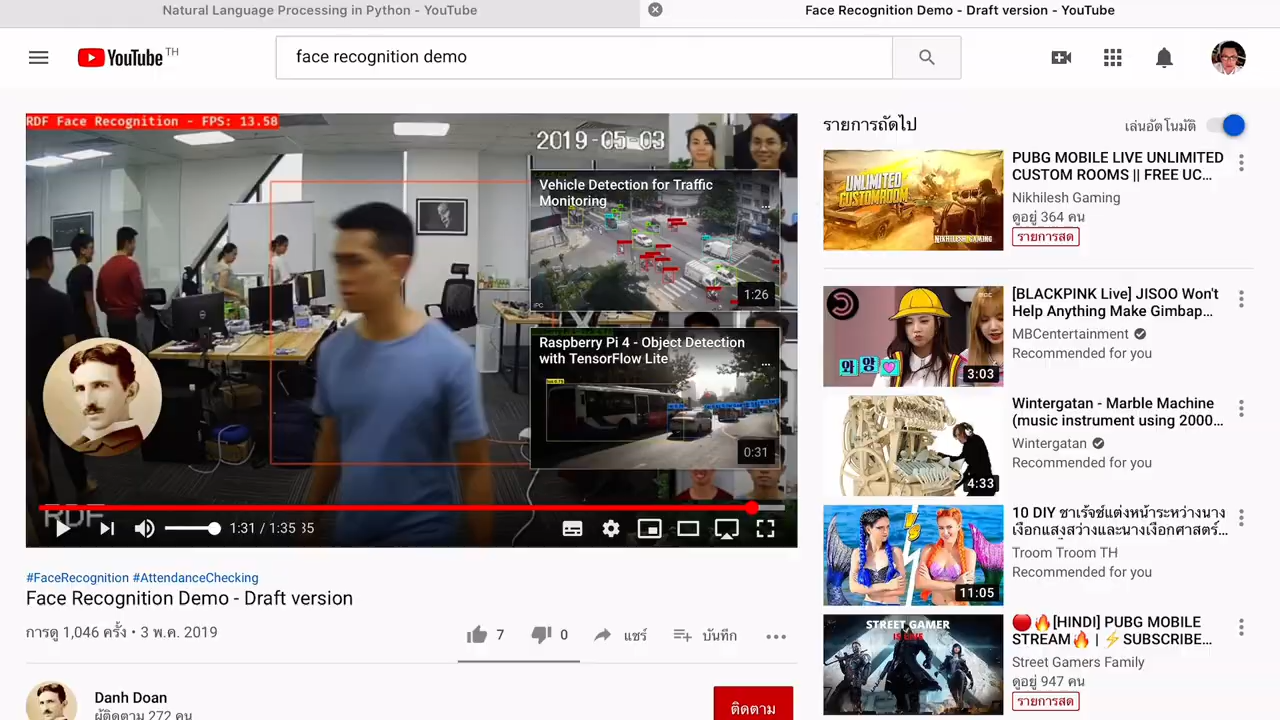 Natural Language Processing in Python - YouTube
Face Recognition Demo - Draft version - YouTube
YouTube TH
face recognition demo
RDF Face Recognition - FPS: 13.58
2019-05-03
Vehicle Detection for Traffic
Monitoring
IPC
1:26
Raspberry Pi 4 - Object Detection
with TensorFlow Lite
0:31
RDF
1:31 / 1:35
#FaceRecognition #AttendanceChecking
Face Recognition Demo - Draft version
การดู 1,046 ครั้ง • 3 พ.ค. 2019
7
0
แชร์
บันทึก
Danh Doan
ผู้ติดตาม 272 คน
ติดตาม
รายการถัดไป
เล่นอัตโนมัติ
UNLIMITED
CUSTOMROOM
NIKHILESH GAMING
PUBG MOBILE LIVE UNLIMITED
CUSTOM ROOMS || FREE UC...
Nikhilesh Gaming
ดูอยู่ 364 คน
รายการสด
와 앙
3:03
[BLACKPINK Live] JISOO Won't
Help Anything Make Gimbap...
MBCentertainment
Recommended for you
4:33
Wintergatan - Marble Machine
(music instrument using 2000...
Wintergatan
Recommended for you
11:05
10 DIY ชาเร้จช์แต่งหน้าระหว่างนาง
เงือกแสงสว่างและนางเงือกศาสตร์...
Troom Troom TH
Recommended for you
STREET GAMER
IS LIVE
🔴🔥[HINDI] PUBG MOBILE
STREAM🔥 | ⚡SUBSCRIBE...
Street Gamers Family
ดูอยู่ 947 คน
รายการสด